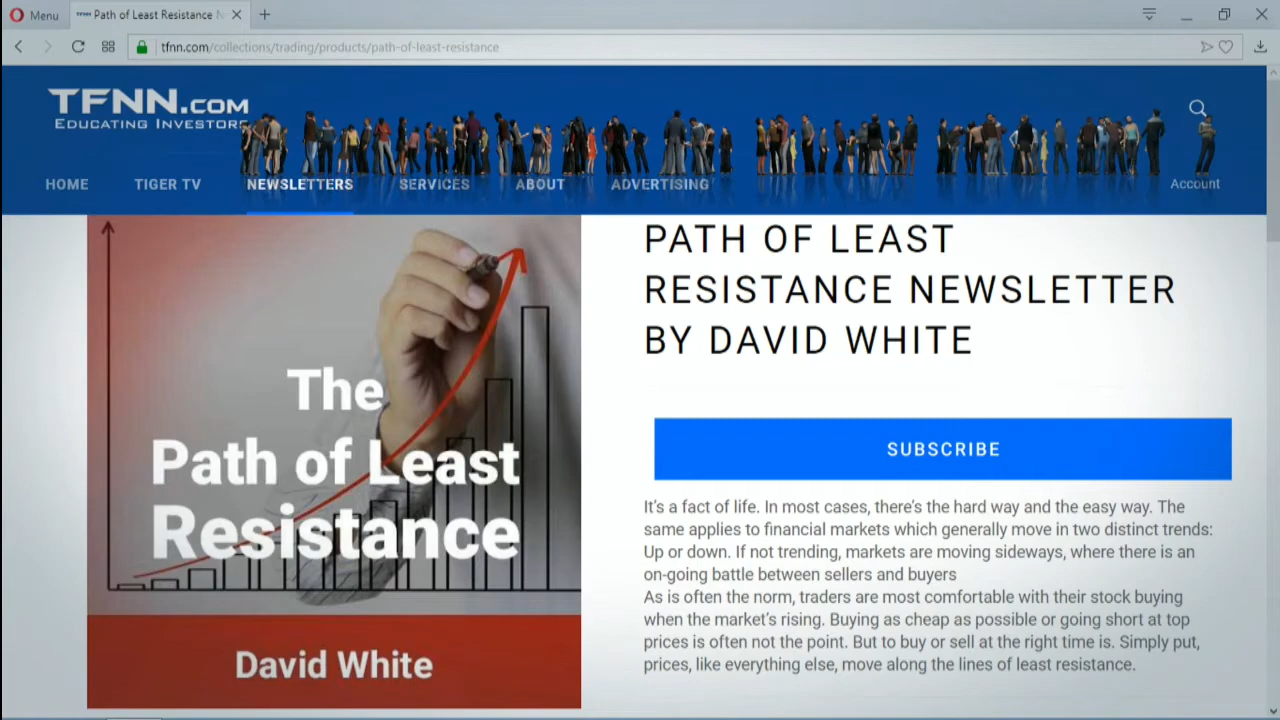 Menu
Path of Least Resistance N
tfnn.com/collections/trading/products/path-of-least-resistance
TFNN.COM
EDUCATING INVESTORS
HOME
TIGER TV
NEWSLETTERS
SERVICES
ABOUT
ADVERTISING
Account
The
Path of Least
Resistance
David White
PATH OF LEAST
RESISTANCE NEWSLETTER
BY DAVID WHITE
SUBSCRIBE
It's a fact of life. In most cases, there's the hard way and the easy way. The
same applies to financial markets which generally move in two distinct trends:
Up or down. If not trending, markets are moving sideways, where there is an
on-going battle between sellers and buyers
As is often the norm, traders are most comfortable with their stock buying
when the market's rising. Buying as cheap as possible or going short at top
prices is often not the point. But to buy or sell at the right time is. Simply put,
prices, like everything else, move along the lines of least resistance.